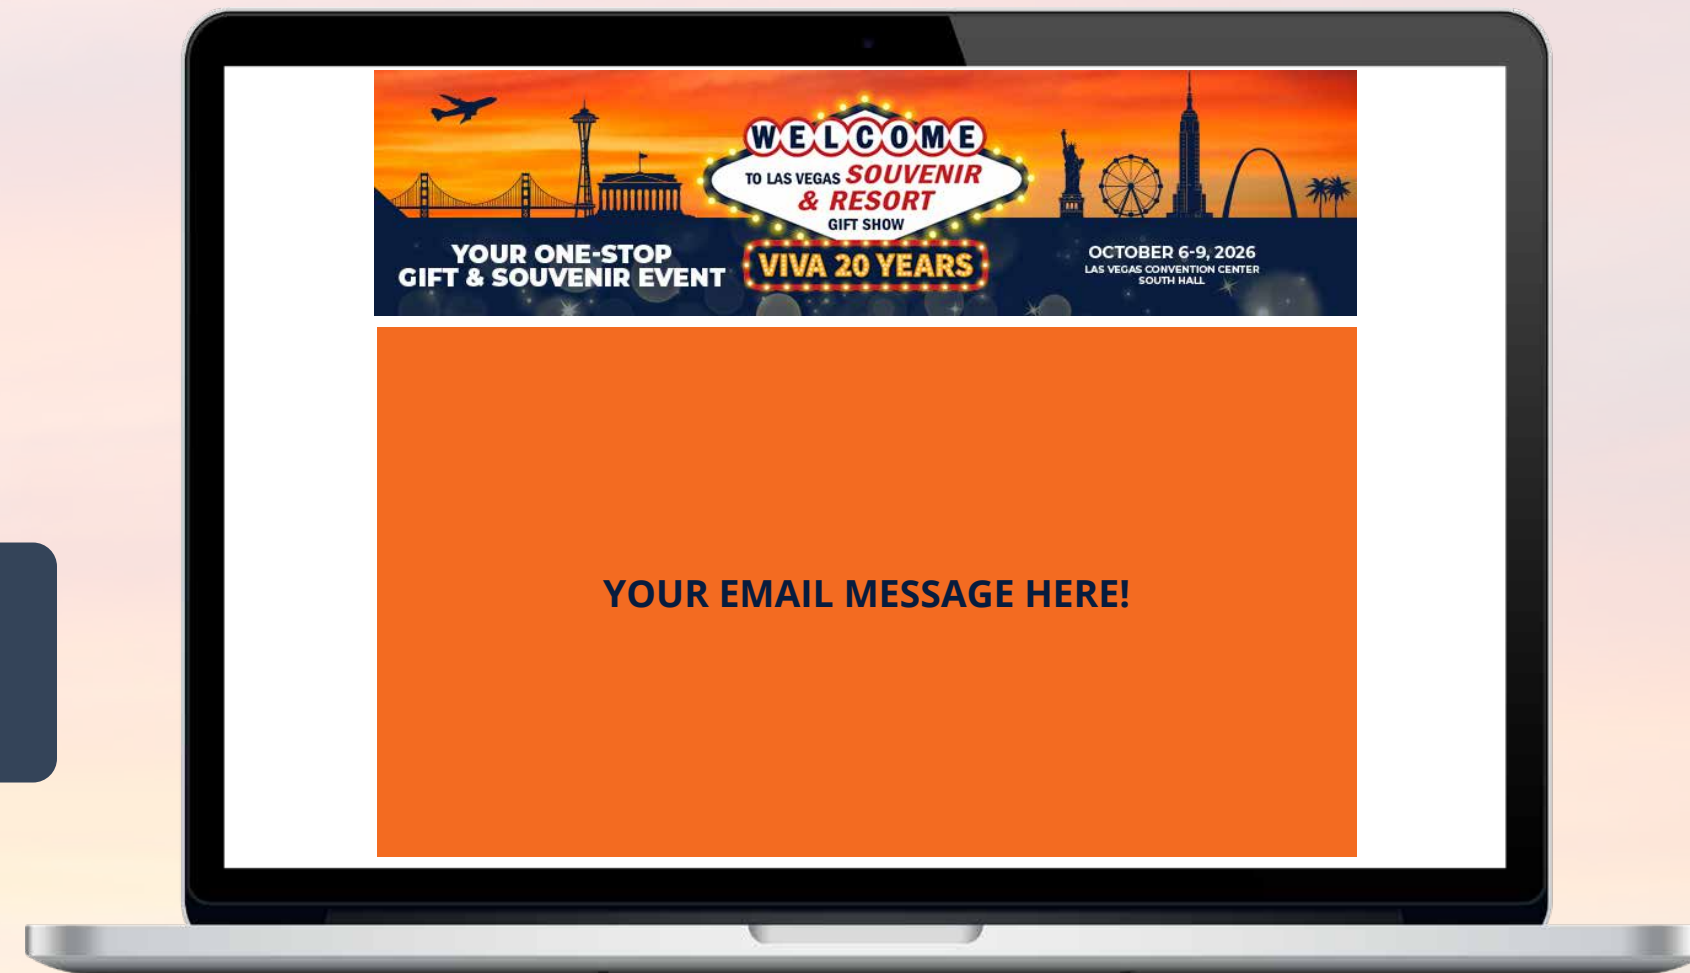 WELCOME
TO LAS VEGAS SOUVENIR
& RESORT
GIFT SHOW
VIVA 20 YEARS
YOUR ONE-STOP
GIFT & SOUVENIR EVENT
OCTOBER 6-9, 2026
LAS VEGAS CONVENTION CENTER
SOUTH HALL
YOUR EMAIL MESSAGE HERE!